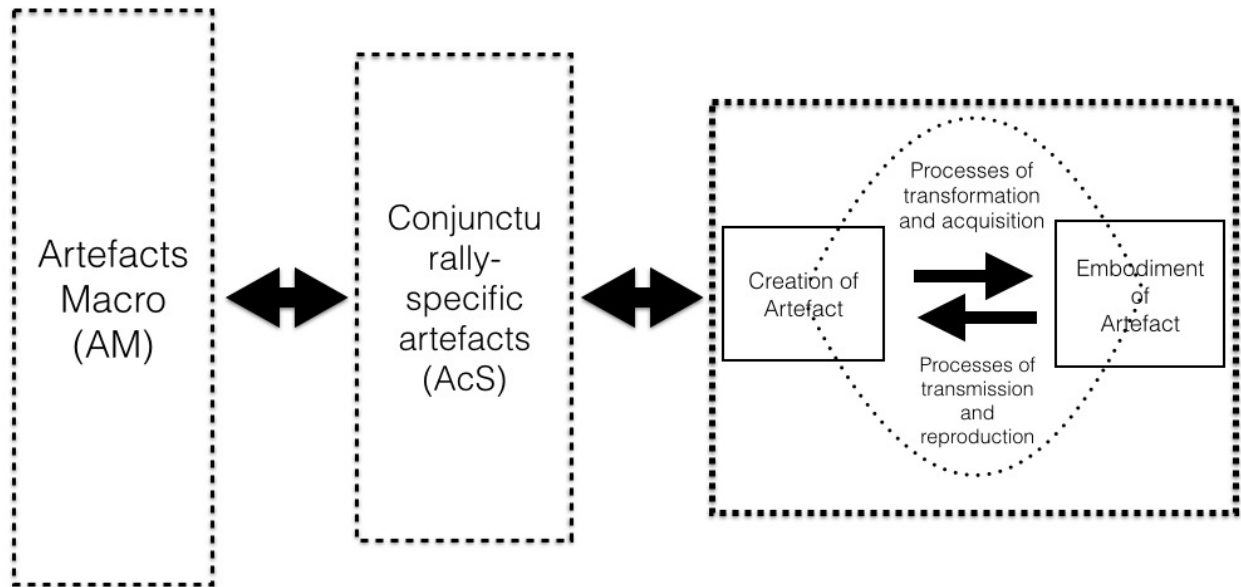 Artefacts
Macro
(AM)
Conjunctu
rally-
specific
artefacts
(AcS)
Processes of
transformation
and acquisition
Creation of
Artefact
Embodiment
of
Artefact
Processes of
transmission
and
reproduction